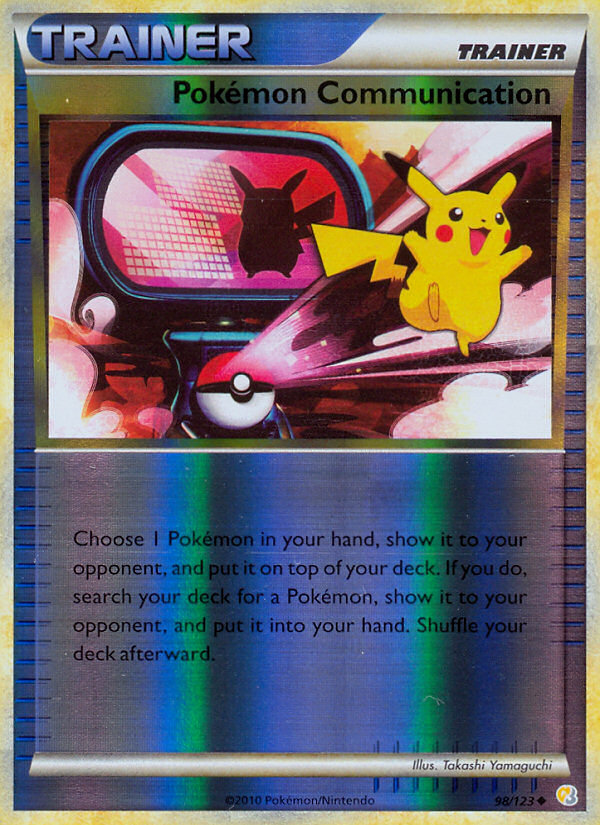 TRAINER
TRAINER
Pokémon Communication
Choose 1 Pokémon in your hand, show it to your
opponent, and put it on top of your deck. If you do,
search your deck for a Pokémon, show it to your
opponent, and put it into your hand. Shuffle your
deck afterward.
Illus. Takashi Yamaguchi
©2010 Pokémon/Nintendo
98/123 ◆